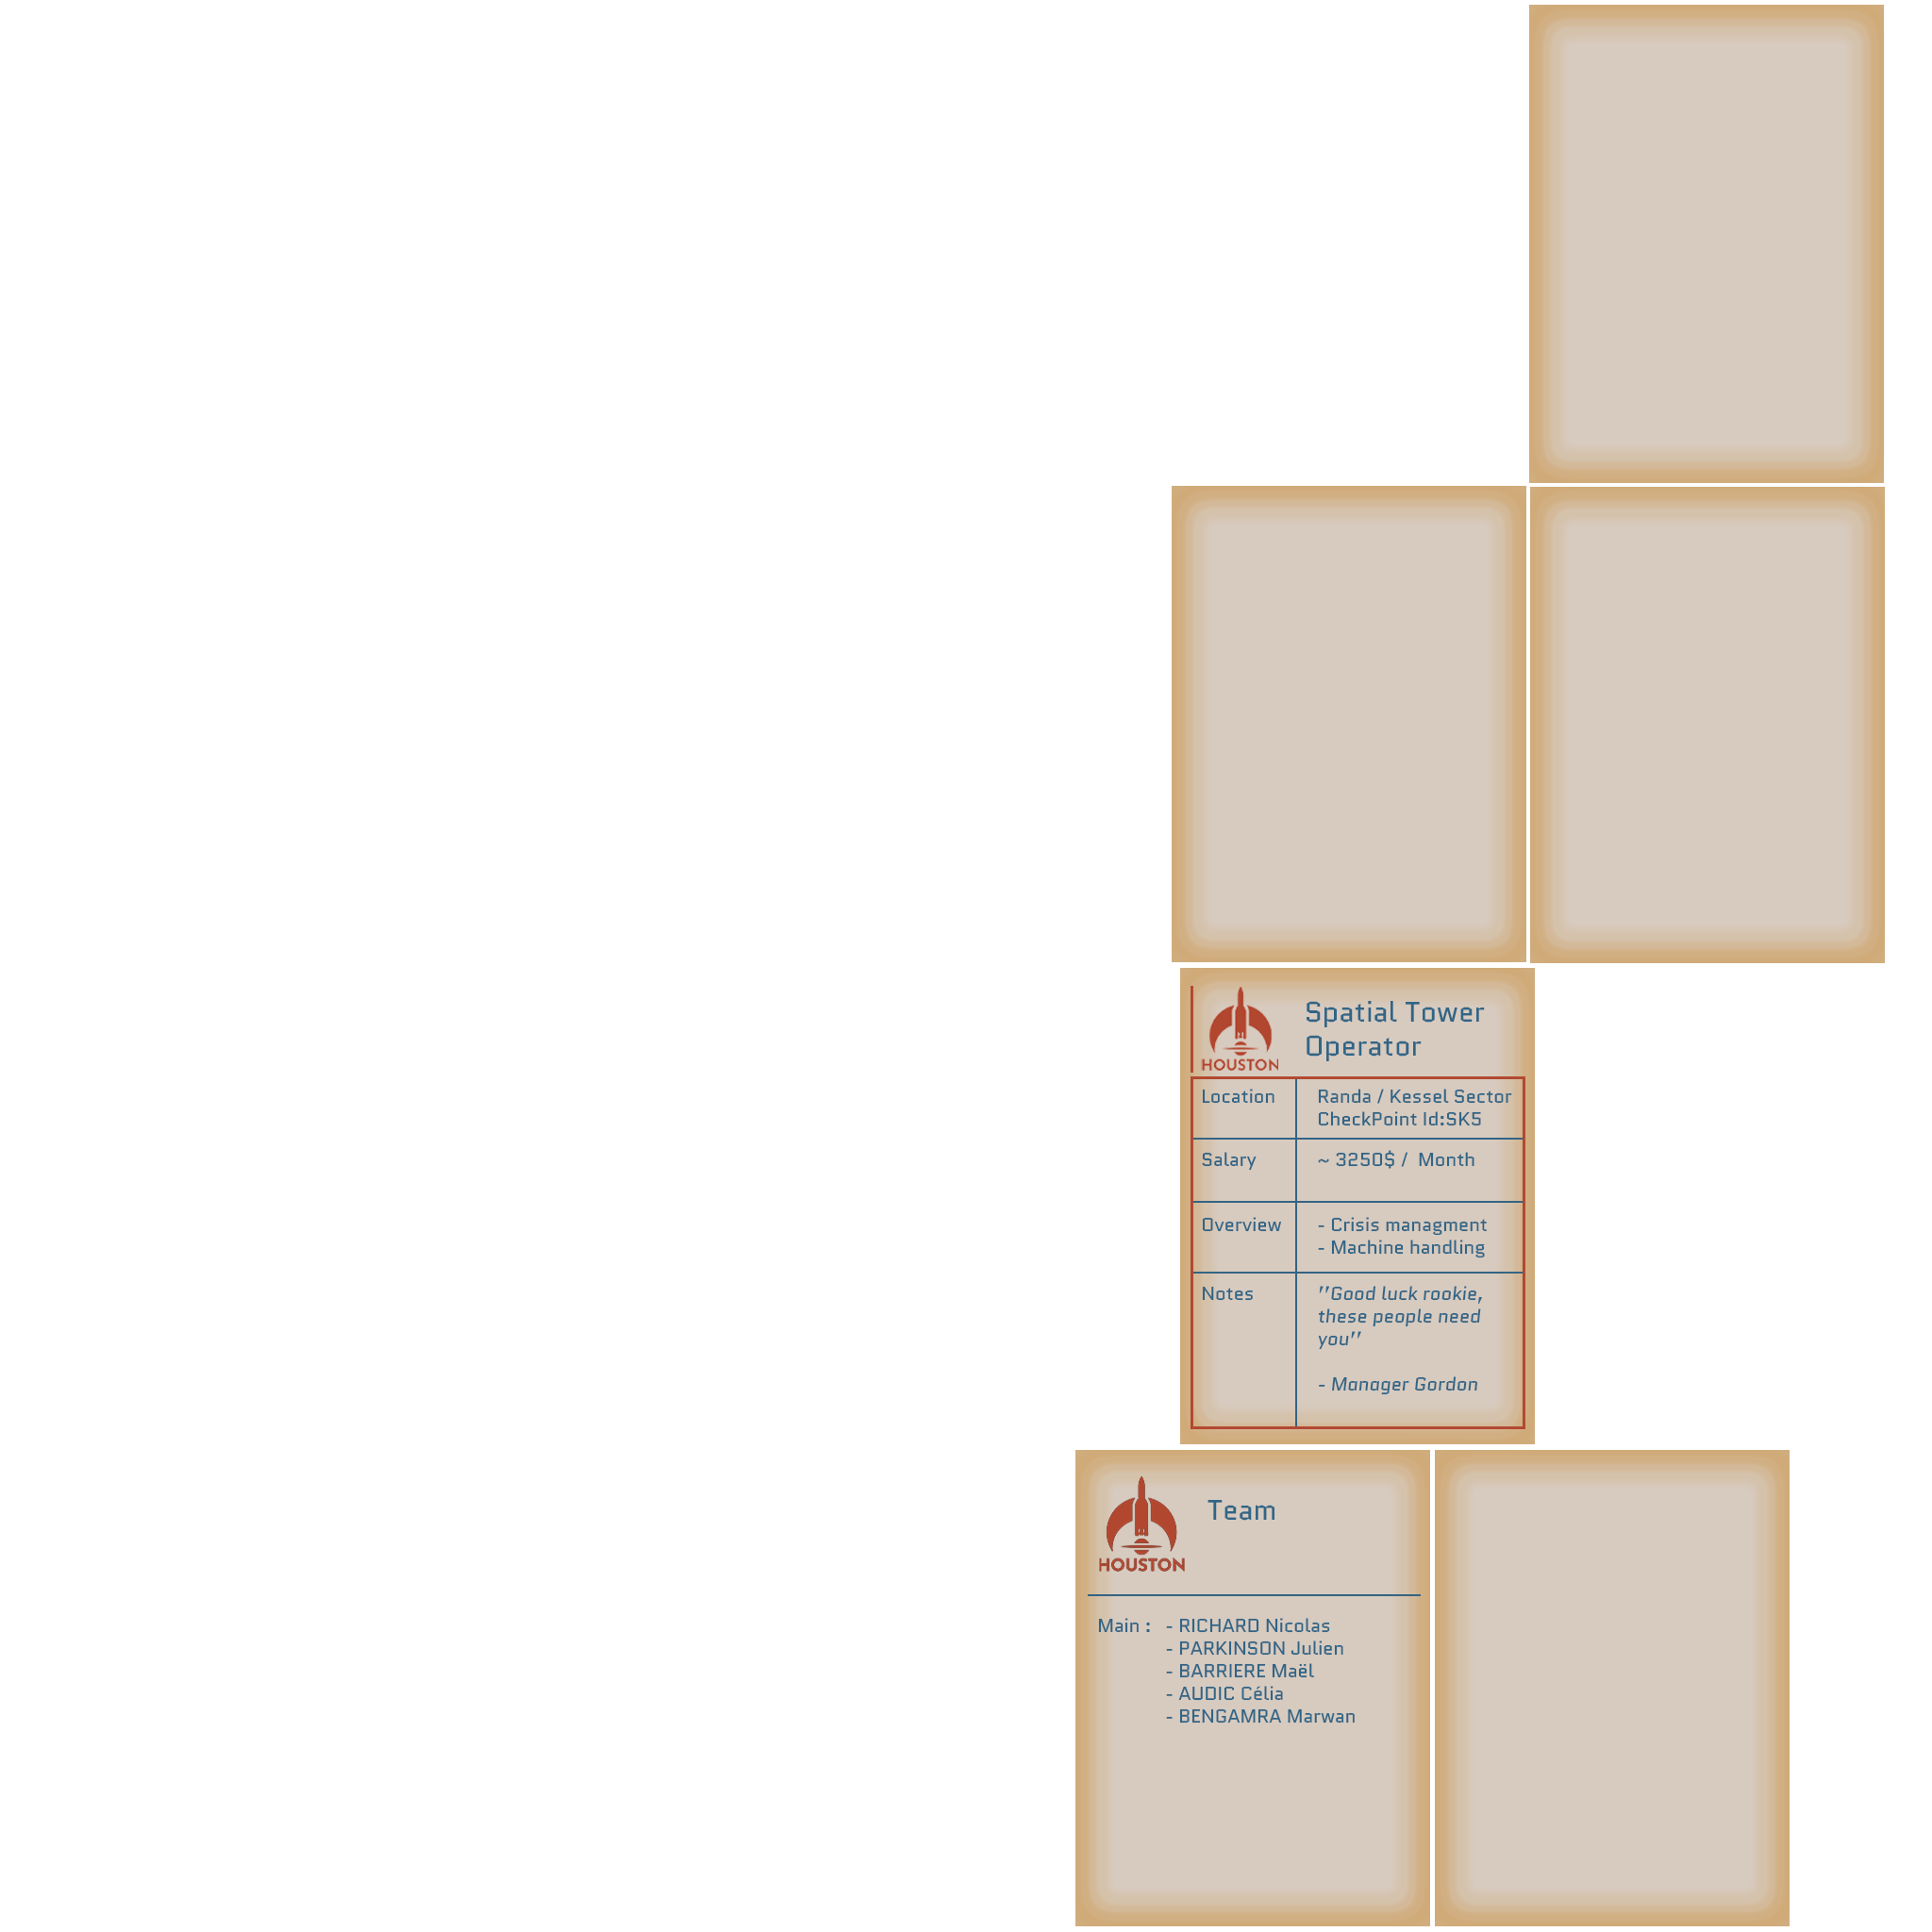 HOUSTON
Spatial Tower
Operator
Location
Randa / Kessel Sector
CheckPoint Id:SK5
Salary
~ 3250$ / Month
Overview
- Crisis managment
- Machine handling
Notes
"Good luck rookie,
these people need
you"
- Manager Gordon
HOUSTON
Team
Main : - RICHARD Nicolas
- PARKINSON Julien
- BARRIERE Maël
- AUDIC Célia
- BENGAMRA Marwan